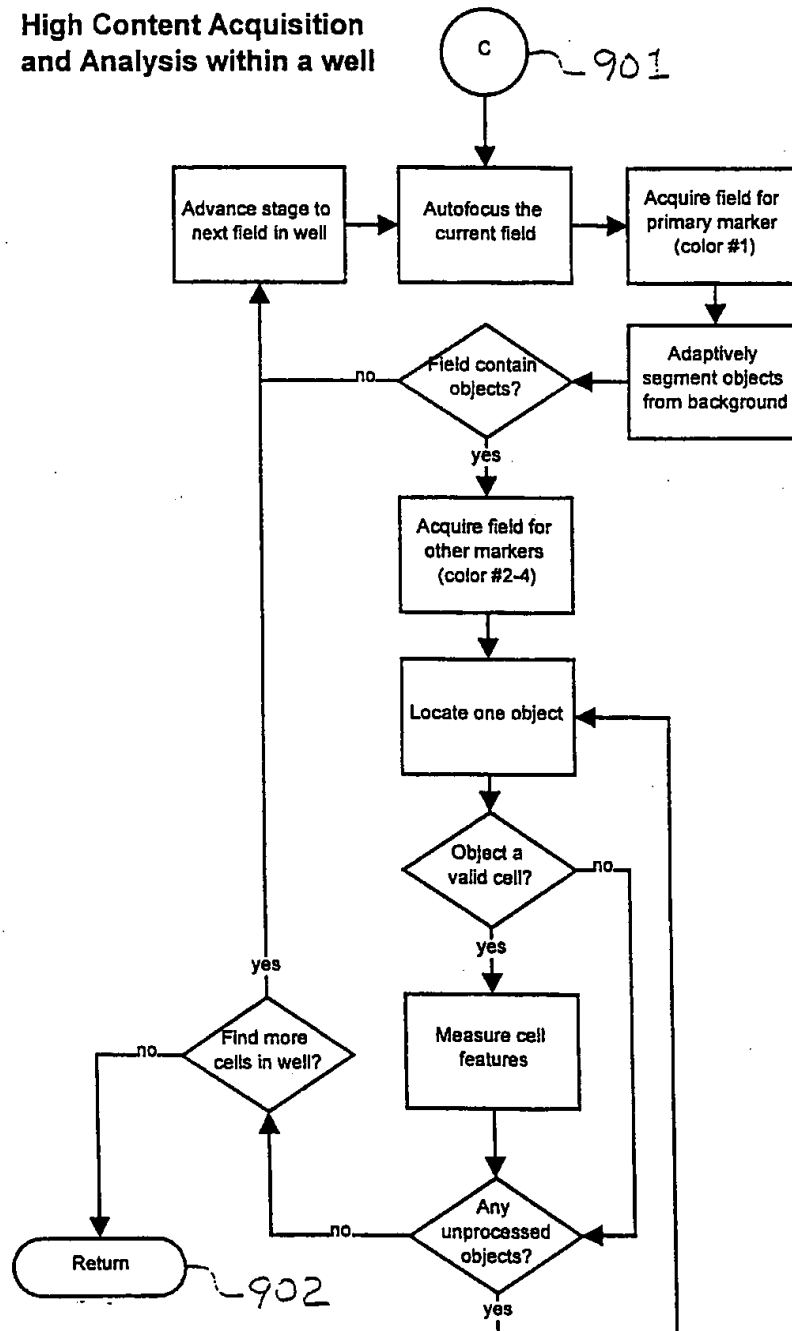 High Content Acquisition
and Analysis within a well
C
901
Advance stage to
next field in well
Autofocus the
current field
Acquire field for
primary marker
(color #1)
Adaptively
segment objects
from background
Field contain
objects?
no
yes
Acquire field for
other markers
(color #2-4)
Locate one object
Object a
valid cell?
no
yes
Measure cell
features
yes
Find more
cells in well?
no
Any
unprocessed
objects?
no
yes
Return
902